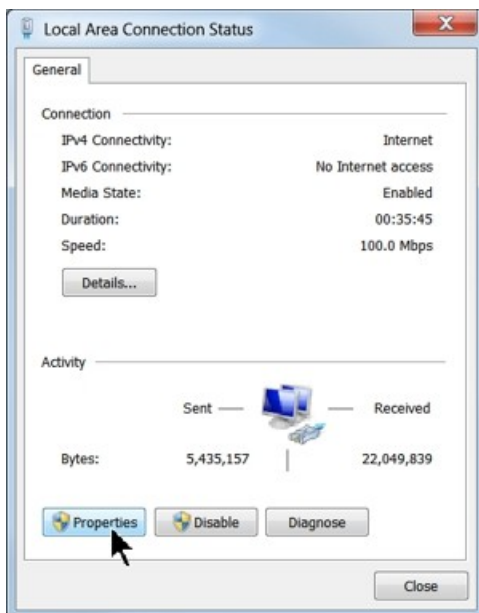 Local Area Connection Status
General
Connection
IPv4 Connectivity: Internet
IPv6 Connectivity: No Internet access
Media State: Enabled
Duration: 00:35:45
Speed: 100.0 Mbps
Details...
Activity
Sent Received
Bytes: 5,435,157 22,049,839
Properties Disable Diagnose
Close